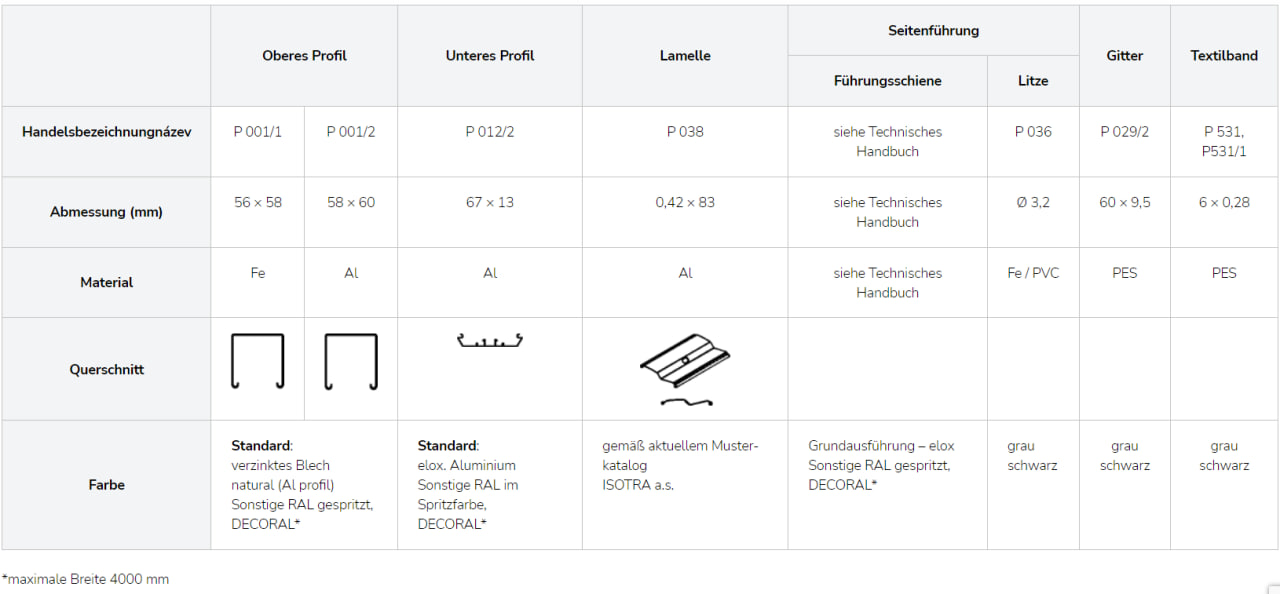 Oberes Profil
Unteres Profil
Lamelle
Seitenführung
Führungsschiene
Litze
Gitter
Textilband
Handelsbezeichnungnázev
P 001/1
P 001/2
P 012/2
P 038
siehe Technisches
Handbuch
P 036
P 029/2
P 531,
P531/1
Abmessung (mm)
56 × 58
58 × 60
67 × 13
0,42 × 83
siehe Technisches
Handbuch
Ø 3,2
60 × 9,5
6 × 0,28
Material
Fe
Al
Al
Al
siehe Technisches
Handbuch
Fe / PVC
PES
PES
Querschnitt
Farbe
Standard:
verzinktes Blech
natural (Al profil)
Sonstige RAL gespritzt,
DECORAL*
Standard:
elox. Aluminium
Sonstige RAL im
Spritzfarbe,
DECORAL*
gemäß aktuellem Muster-
katalog
ISOTRA a.s.
Grundausführung – elox
Sonstige RAL gespritzt,
DECORAL*
grau
schwarz
grau
schwarz
grau
schwarz
*maximale Breite 4000 mm